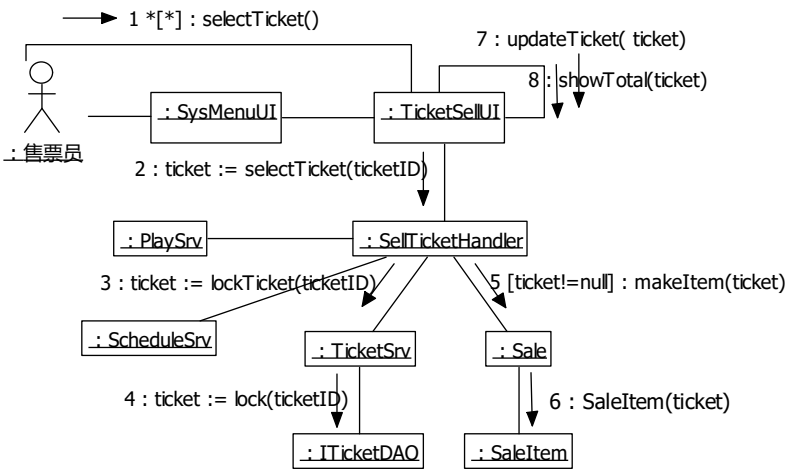 1 *[*] : selectTicket()
7 : updateTicket( ticket)
8 : showTotal(ticket)
: SysMenuUI
: TicketSellUI
: 售票员
2 : ticket := selectTicket(ticketID)
: PlaySrv
: SellTicketHandler
3 : ticket := lockTicket(ticketID)
5 [ticket!=null] : makeItem(ticket)
: ScheduleSrv
: TicketSrv
: Sale
4 : ticket := lock(ticketID)
6 : SaleItem(ticket)
: ITicketDAO
: SaleItem